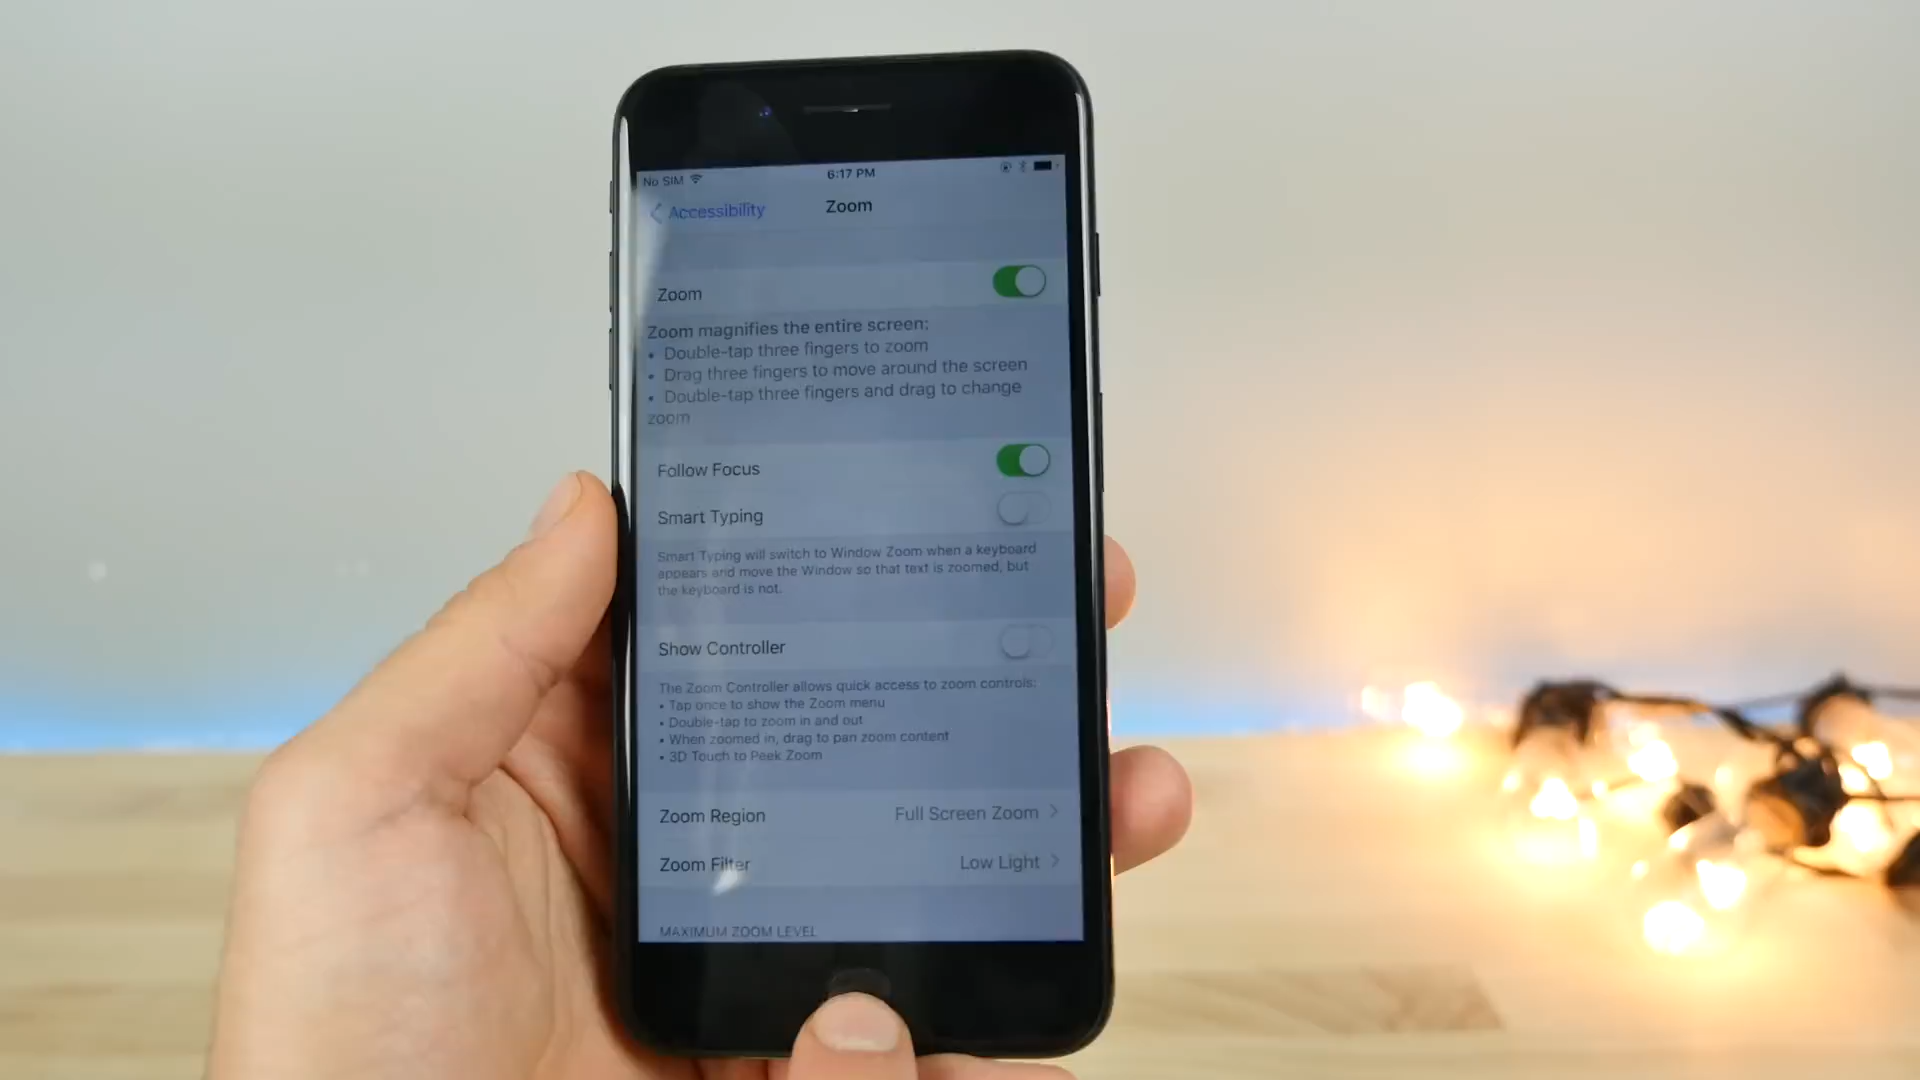 No SIM 6:17 PM
Accessibility Zoom
Zoom
Zoom magnifies the entire screen:
• Double-tap three fingers to zoom
• Drag three fingers to move around the screen
• Double-tap three fingers and drag to change
zoom
Follow Focus
Smart Typing
Smart Typing will switch to Window Zoom when a keyboard
appears and move the Window so that text is zoomed, but
the keyboard is not.
Show Controller
The Zoom Controller allows quick access to zoom controls:
• Tap once to show the Zoom menu
• Double-tap to zoom in and out
• When zoomed in, drag to pan zoom content
• 3D Touch to Peek Zoom
Zoom Region Full Screen Zoom
Zoom Filter Low Light
MAXIMUM ZOOM LEVEL